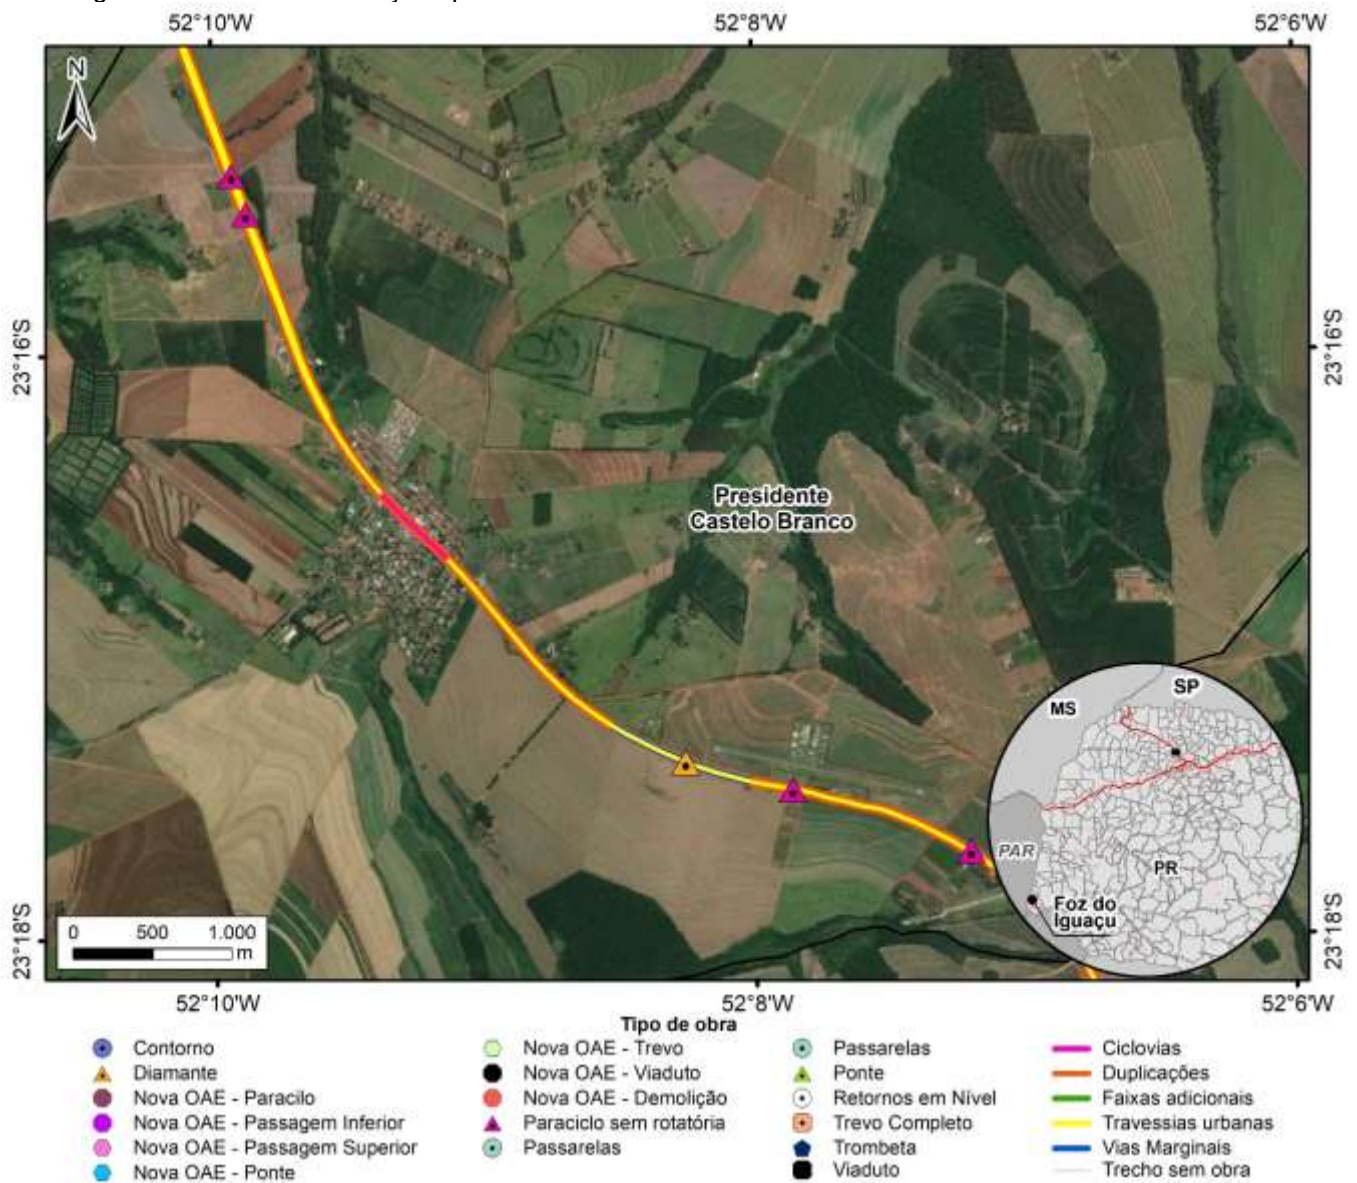 52°10'W 52°8'W 52°6'W
N
23°16'S 23°16'S
Presidente
Castelo Branco
SP
MS
PAR
PR
Foz do
Iguaçu
23°18'S 23°18'S
0 500 1.000
m
52°10'W 52°8'W 52°6'W
Tipo de obra
Contorno
Diamante
Nova OAE - Paracilo
Nova OAE - Passagem Inferior
Nova OAE - Passagem Superior
Nova OAE - Ponte
Nova OAE - Trevo
Nova OAE - Viaduto
Nova OAE - Demolição
Paraciclo sem rotatória
Passarelas
Passarelas
Ponte
Retornos em Nível
Trevo Completo
Trombeta
Viaduto
Ciclovias
Duplicações
Faixas adicionais
Travessias urbanas
Vias Marginais
Trecho sem obra